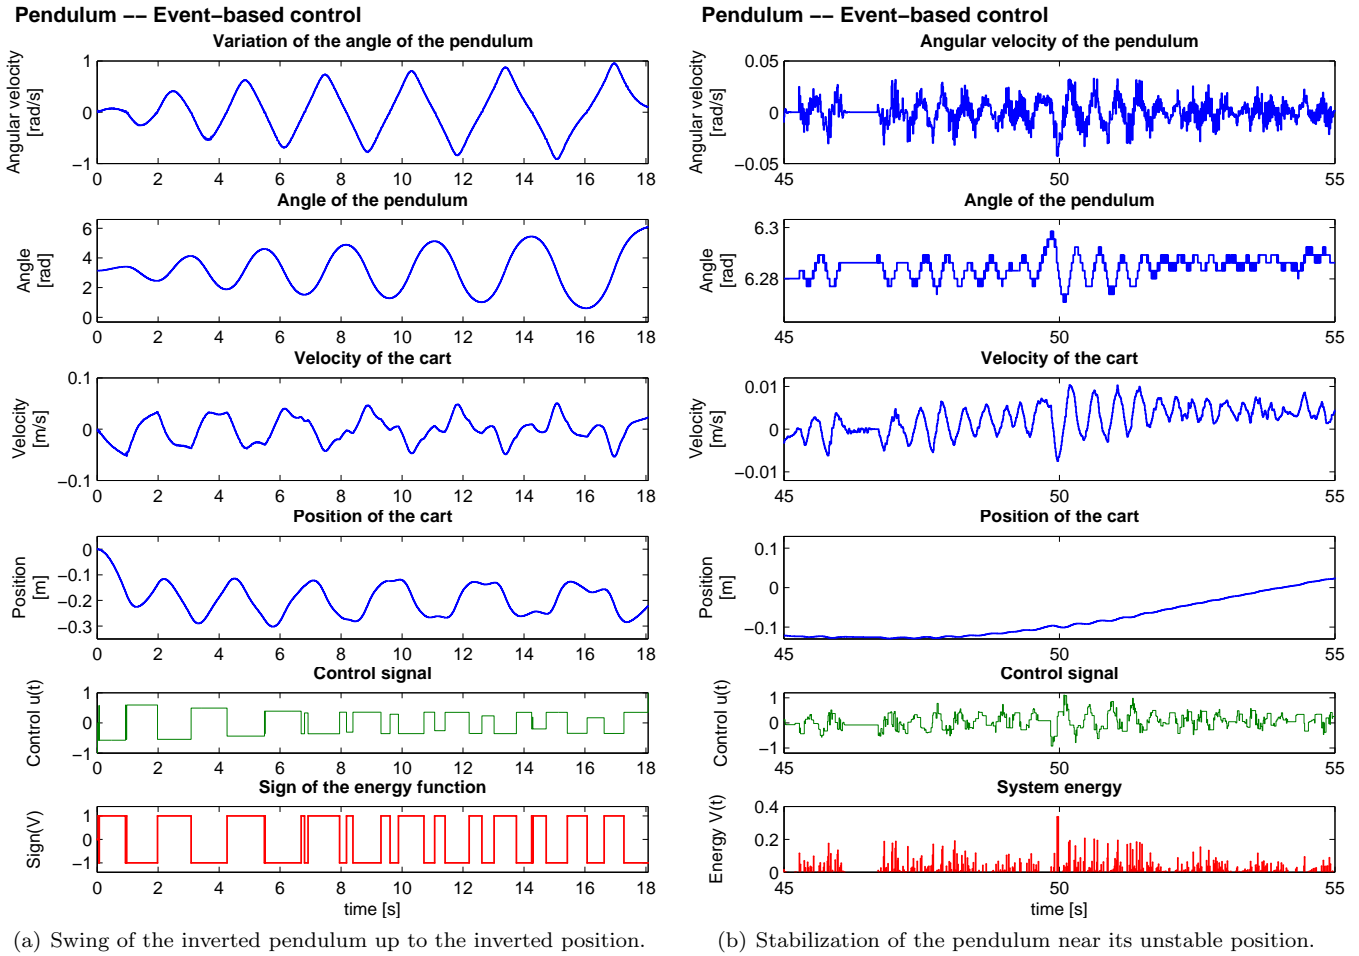 Pendulum −− Event−based control
Variation of the angle of the pendulum
Angular velocity
[rad/s]
1
0
−1
0 2 4 6 8 10 12 14 16 18
Angle of the pendulum
Angle
[rad]
6
4
2
0
0 2 4 6 8 10 12 14 16 18
Velocity of the cart
Velocity
[m/s]
0.1
0
−0.1
0 2 4 6 8 10 12 14 16 18
Position of the cart
Position
[m]
0
−0.1
−0.2
−0.3
0 2 4 6 8 10 12 14 16 18
Control signal
Control u(t)
1
0
−1
0 2 4 6 8 10 12 14 16 18
Sign of the energy function
Sign(V)
1
0
−1
0 2 4 6 8 10 12 14 16 18
time [s]
(a) Swing of the inverted pendulum up to the inverted position.
Pendulum −− Event−based control
Angular velocity of the pendulum
Angular velocity
[rad/s]
0.05
0
−0.05
45 50 55
Angle of the pendulum
Angle
[rad]
6.3
6.28
45 50 55
Velocity of the cart
Velocity
[m/s]
0.01
0
−0.01
45 50 55
Position of the cart
Position
[m]
0.1
0
−0.1
45 50 55
Control signal
Control u(t)
1
0
−1
45 50 55
System energy
Energy V(t)
0.4
0.2
0
45 50 55
time [s]
(b) Stabilization of the pendulum near its unstable position.